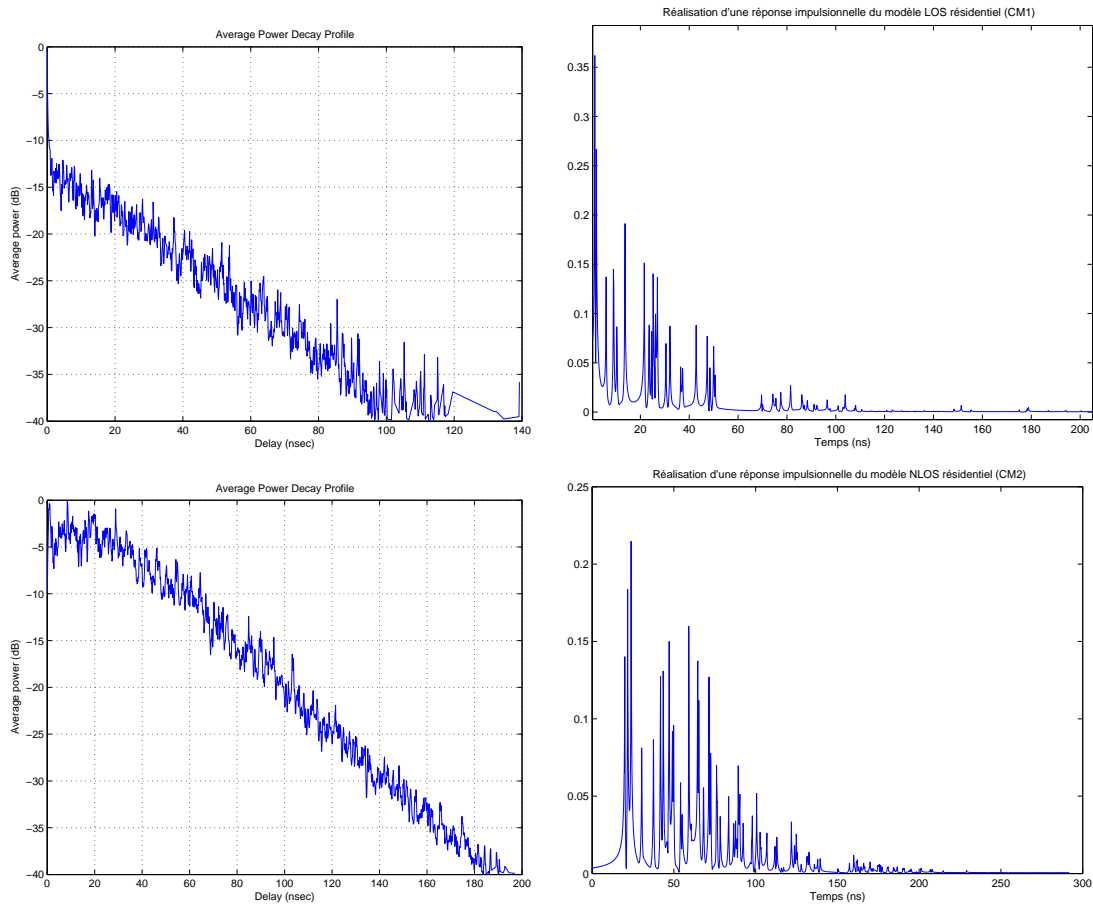 Average Power Decay Profile
0
−5
−10
−15
−20
−25
−30
−35
−40
Average power (dB)
0 20 40 60 80 100 120 140
Delay (nsec)
Réalisation d'une réponse impulsionnelle du modèle LOS résidentiel (CM1)
0.35
0.3
0.25
0.2
0.15
0.1
0.05
0
20 40 60 80 100 120 140 160 180 200
Temps (ns)
Average Power Decay Profile
0
−5
−10
−15
−20
−25
−30
−35
−40
Average power (dB)
0 20 40 60 80 100 120 140 160 180 200
Delay (nsec)
Réalisation d'une réponse impulsionnelle du modèle NLOS résidentiel (CM2)
0.25
0.2
0.15
0.1
0.05
0
0 50 100 150 200 250 300
Temps (ns)